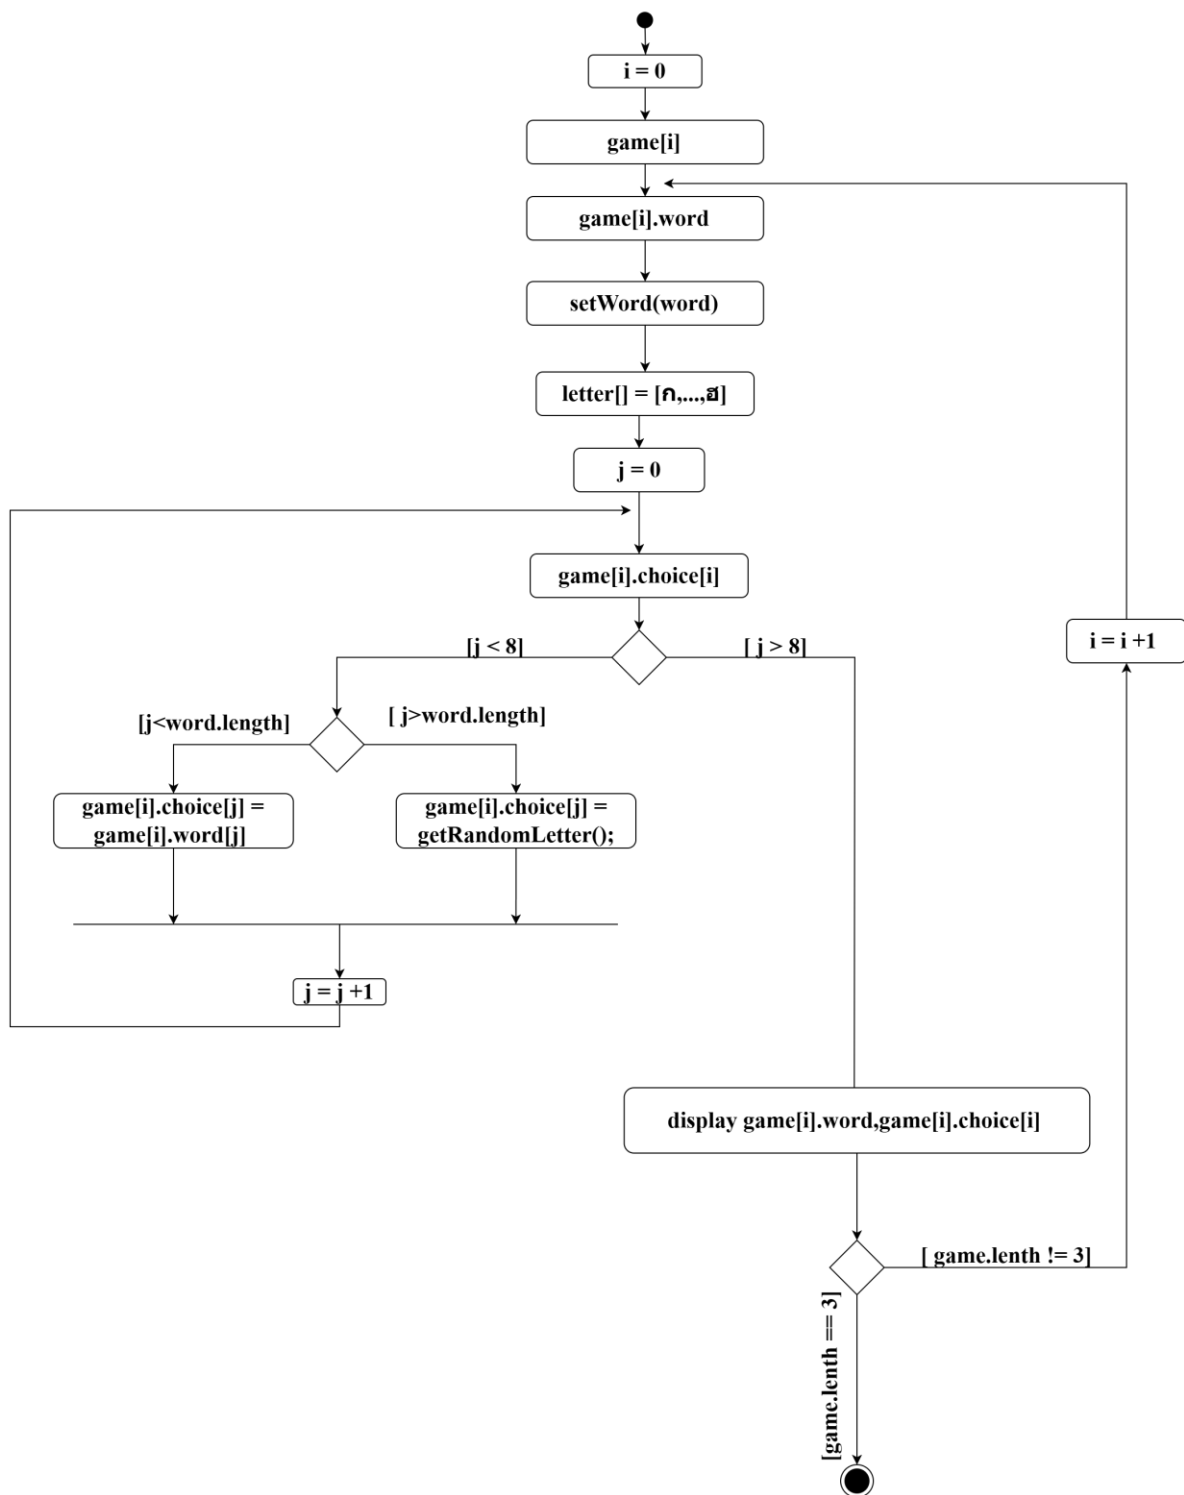 i = 0
game[i]
game[i].word
setWord(word)
letter[] = [ก,...,ฮ]
j = 0
game[i].choice[i]
[j < 8]
[ j > 8]
i = i +1
[j<word.length]
[ j>word.length]
game[i].choice[j] =
game[i].word[j]
game[i].choice[j] =
getRandomLetter();
j = j +1
display game[i].word,game[i].choice[i]
[ game.lenth != 3]
[game.lenth == 3]